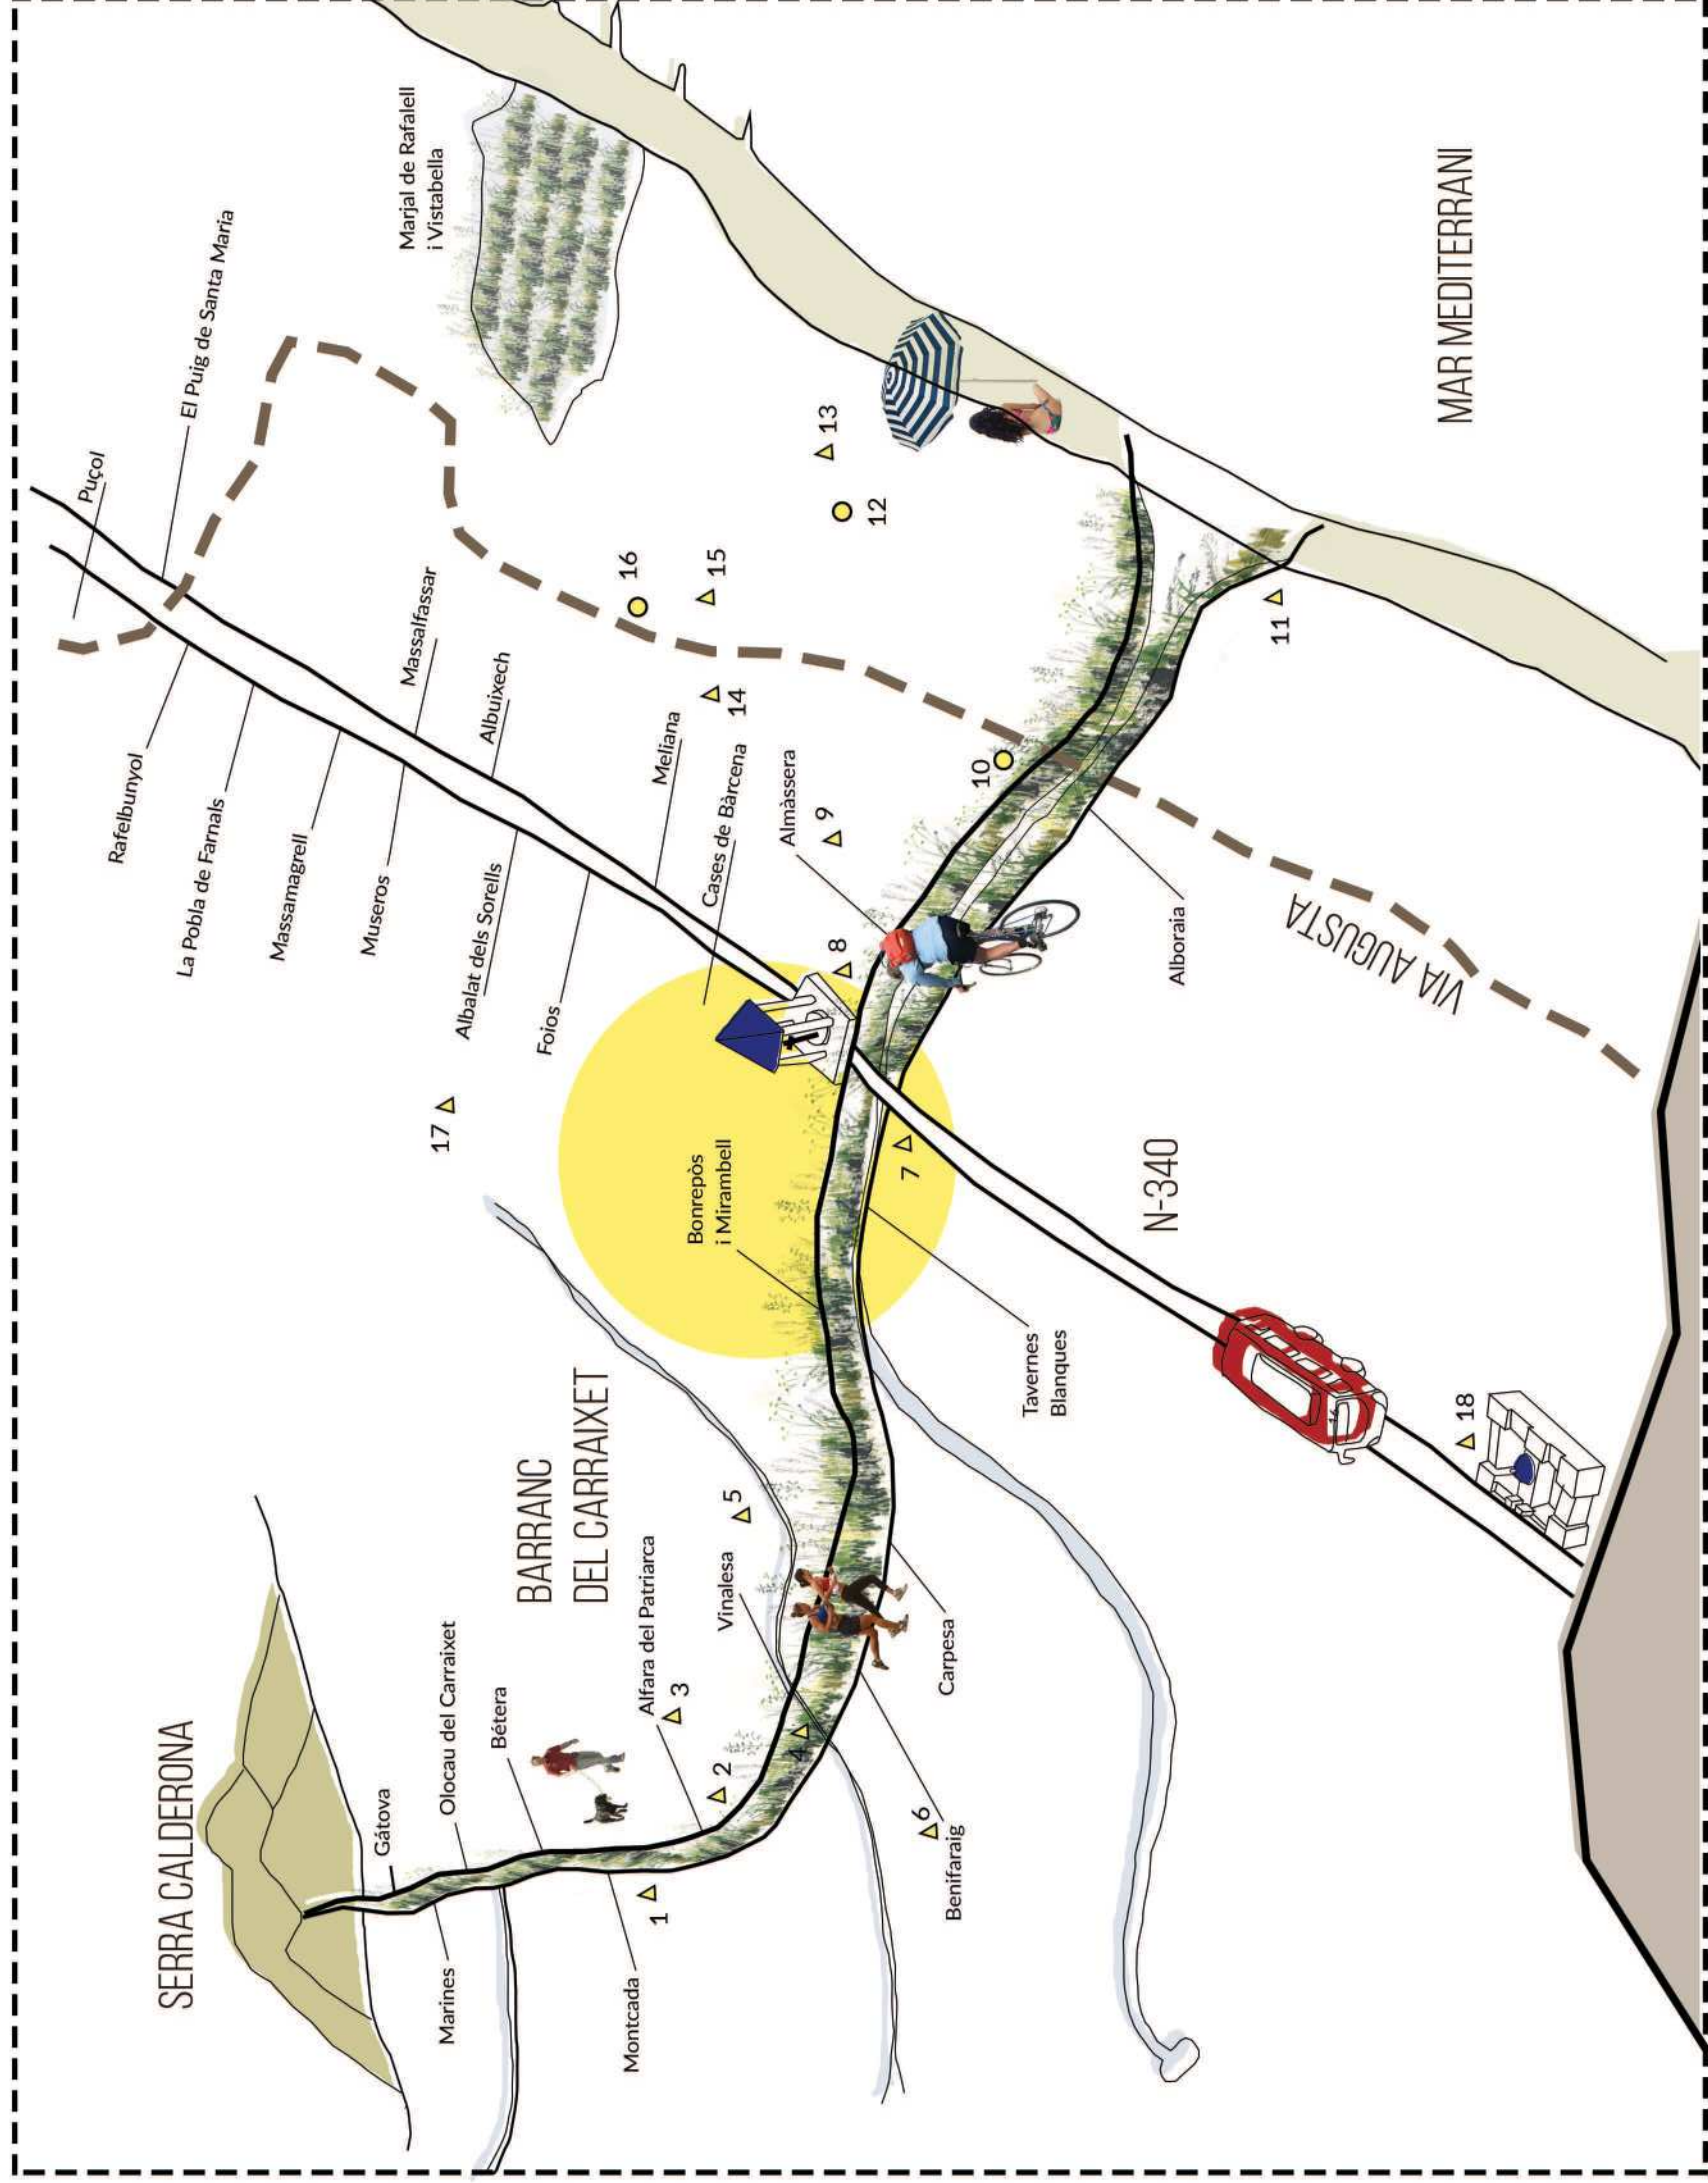 SERRA CALDERONA
Gátova
Marines
Olocau del Carraixet
Bétera
Montcada
1
BARRANC
DEL CARRAIXET
Alfara del Patriarca
3
2
Vinalesa
5
4
6
Benifaraig
Carpesa
17
Bonrepòs
i Mirambell
Tavernes
Blanques
7
8
Puçol
El Puig de Santa Maria
Rafelbunyol
La Pobla de Farnals
Massamagrell
Museros
Massalfassar
Albuixech
Albalat dels Sorells
Foios
Meliana
Cases de Bàrcena
Almàssera
9
10
Marjal de Rafalell
i Vistabella
16
15
14
13
12
11
Alboraia
VIA AUGUSTA
N-340
18
MAR MEDITERRANI